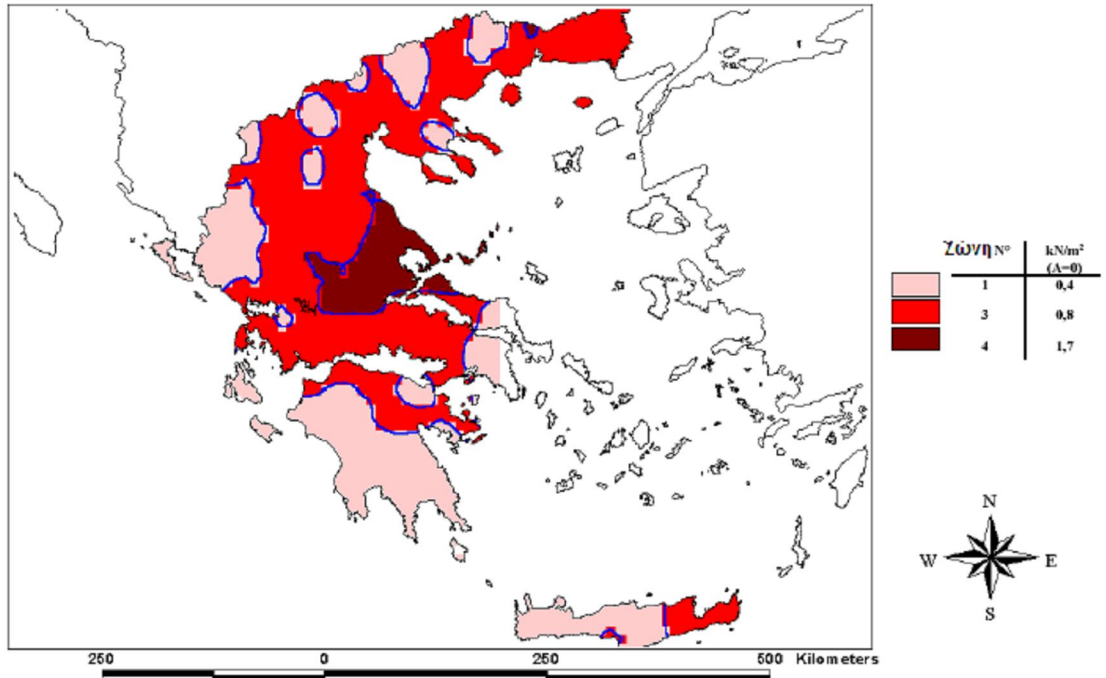 Ζώνη N° kN/m²
(A=0)
1 0,4
3 0,8
4 1,7
N
W E
S
250 0 250 500 Kilometers